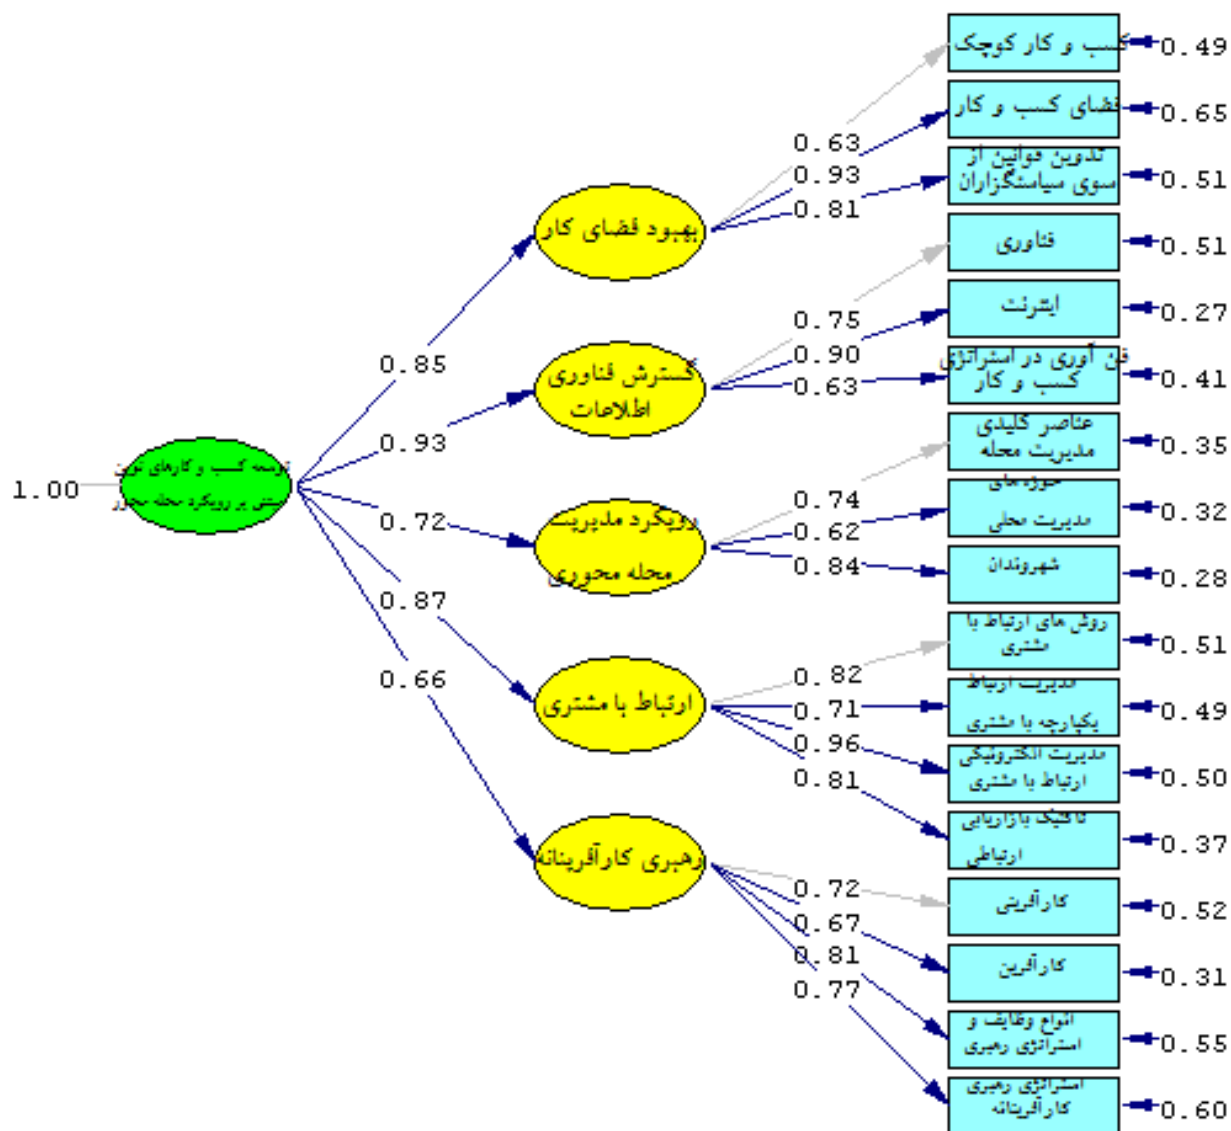 کسب و کار کوچک
0.49
فضای کسب و کار
0.65
تدوین قوانین از
سوی سیاستگزاران
0.51
فناوری
0.51
اینترنت
0.27
فن آوری در استراتژی
کسب و کار
0.41
عناصر کلیدی
مدیریت محله
0.35
حوزه های
مدیریت محلی
0.32
شهروندان
0.28
روش های ارتباط با
مشتری
0.51
مدیریت ارتباط
یکپارچه با مشتری
0.49
مدیریت الکترونیکی
ارتباط با مشتری
0.50
تاکتیک بازاریابی
ارتباطی
0.37
کارآفرینی
0.52
کارآفرین
0.31
انواع وظایف و
استراتژی رهبری
0.55
استراتژی رهبری
کارآفرینانه
0.60
0.63
0.93
0.81
0.75
0.90
0.63
0.74
0.62
0.84
0.82
0.71
0.96
0.81
0.72
0.67
0.81
0.77
بهبود فضای کار
گسترش فناوری
اطلاعات
رویکرد مدیریت
محله محوری
ارتباط با مشتری
رهبری کارآفرینانه
0.85
0.93
0.72
0.87
0.66
توسعه کسب و کارهای نوین
مبتنی بر رویکرد محله محور
1.00